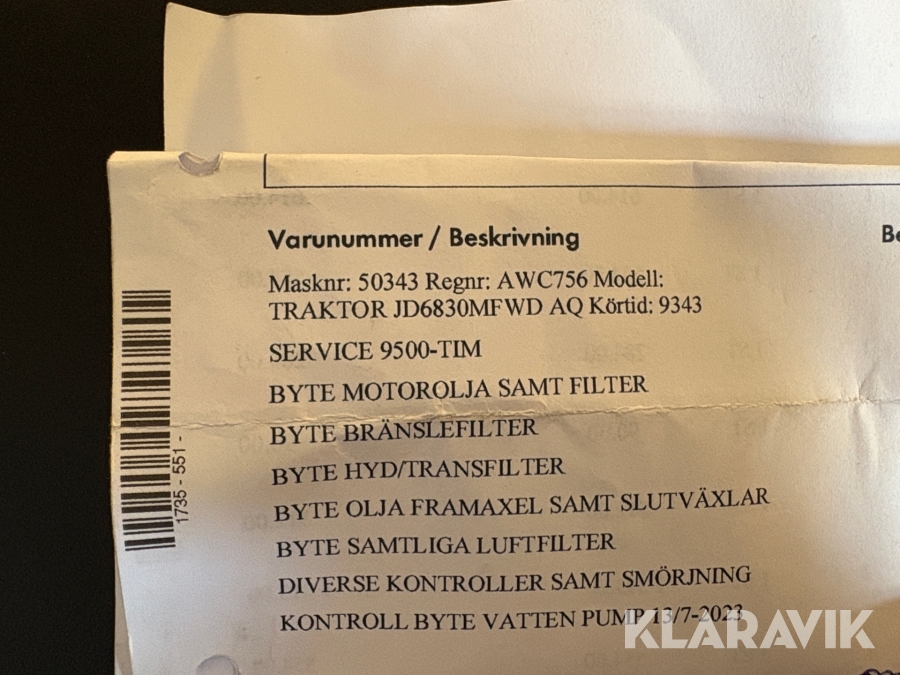 Varunummer / Beskrivning
Be
Masknr: 50343 Regnr: AWC756 Modell:
TRAKTOR JD6830MFWD AQ Körtid: 9343
SERVICE 9500-TIM
BYTE MOTOROLJA SAMT FILTER
BYTE BRÄNSLEFILTER
BYTE HYD/TRANSFILTER
BYTE OLJA FRAMAXEL SAMT SLUTVÄXLAR
BYTE SAMTLIGA LUFTFILTER
DIVERSE KONTROLLER SAMT SMÖRJNING
KONTROLL BYTE VATTEN PUMP 13/7-2023
1735 - 551 -
KLARAVIK